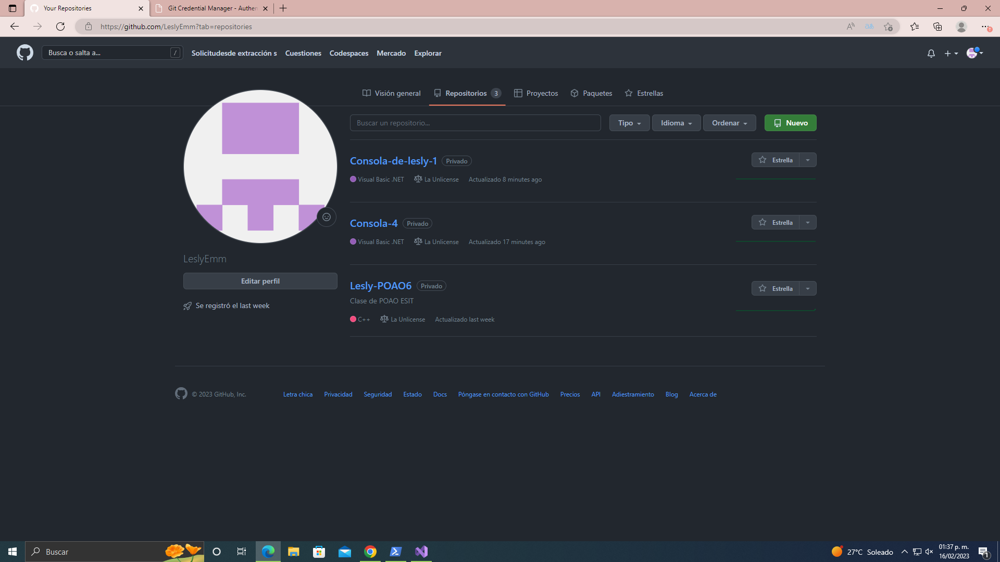 Your Repositories
Git Credential Manager - Authen
https://github.com/LeslyEmm?tab=repositories
Busca o salta a...
/
Solicitudesde extracción s Cuestiones Codespaces Mercado Explorar
Visión general
Repositorios 3
Proyectos
Paquetes
Estrellas
Buscar un repositorio...
Tipo
Idioma
Ordenar
Nuevo
Consola-de-lesly-1 Privado
Estrella
Visual Basic .NET La Unlicense Actualizado 8 minutes ago
Consola-4 Privado
Estrella
Visual Basic .NET La Unlicense Actualizado 17 minutes ago
LeslyEmm
Editar perfil
Se registró el last week
Lesly-POAO6 Privado
Estrella
Clase de POAO ESIT
C++ La Unlicense Actualizado last week
© 2023 GitHub, Inc.
Letra chica Privacidad Seguridad Estado Docs Póngase en contacto con GitHub Precios API Adiestramiento Blog Acerca de
Buscar
27°C Soleado
01:37 p. m.
16/02/2023
1